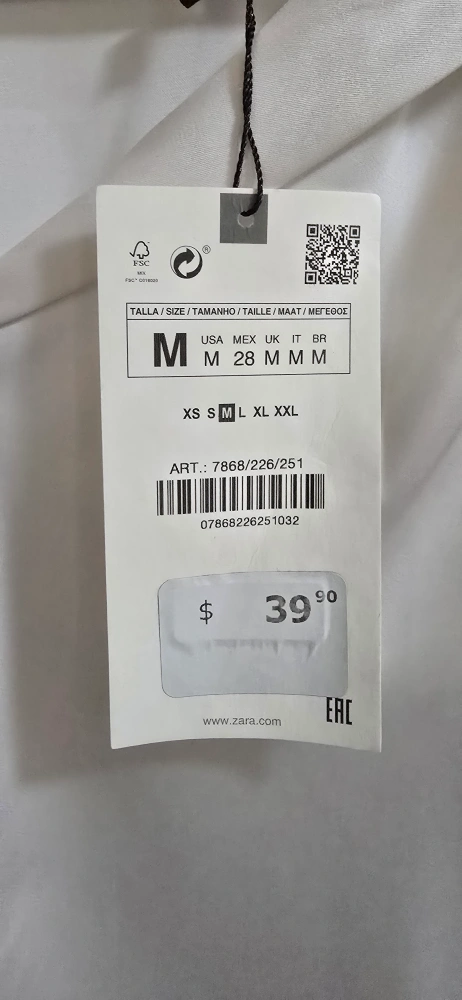 FSC
MIX
FSC™ C018000
®
TALLA / SIZE / TAMANHO / TAILLE / MAAT / ΜΕΓΕΘΟΣ
M
USA MEX UK IT BR
M 28 M M M
XS S M L XL XXL
ART.: 7868/226/251
07868226251032
$ 39 90
www.zara.com
EAC